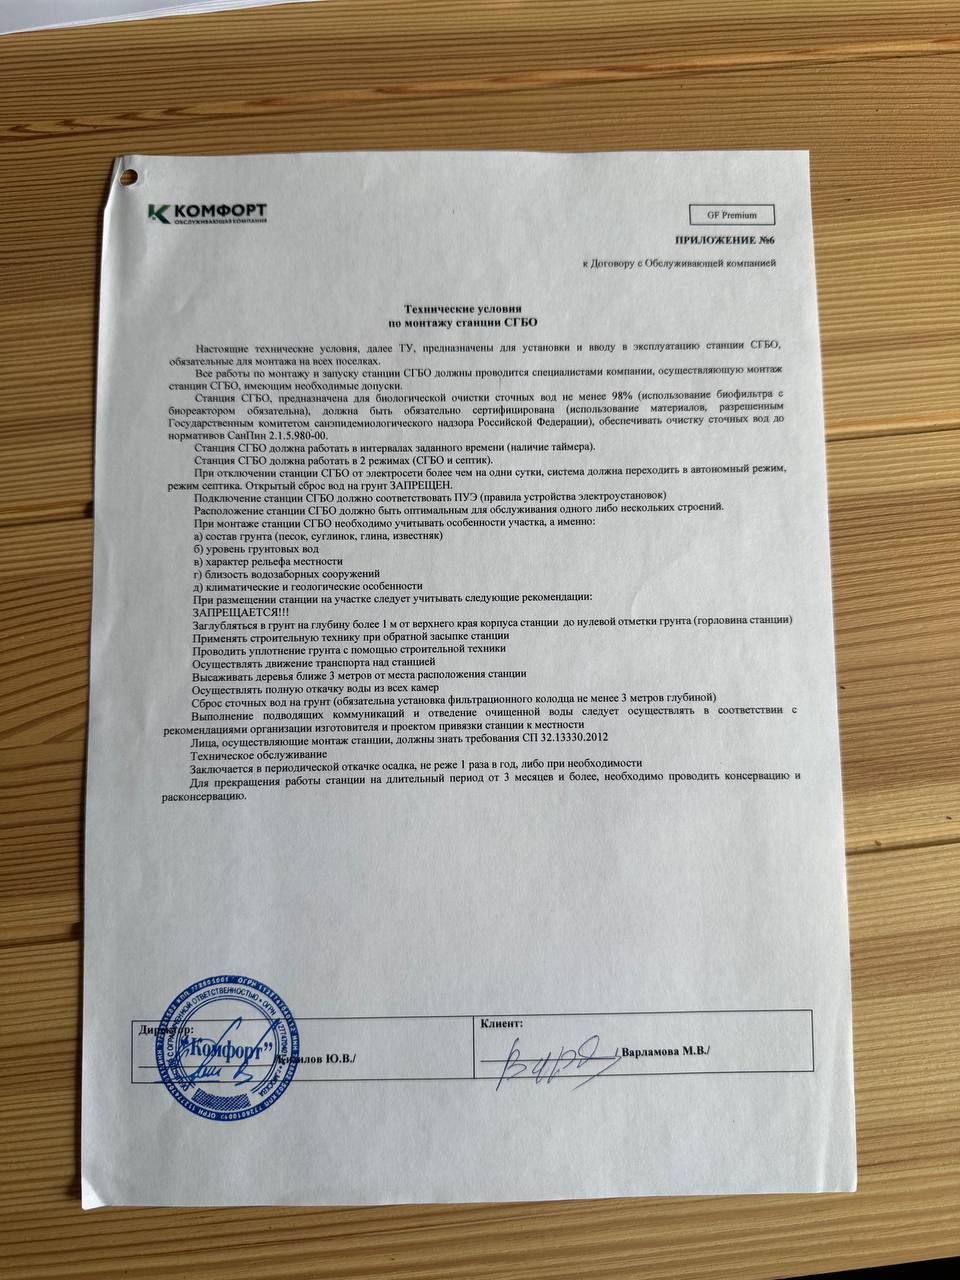 КОМФОРТ
ОБСЛУЖИВАЮЩАЯ КОМПАНИЯ
GF Premium
ПРИЛОЖЕНИЕ №6
к Договору с Обслуживающей компанией
Технические условия
по монтажу станции СГБО
Настоящие технические условия, далее ТУ, предназначены для установки и вводу в эксплуатацию станции СГБО,
обязательные для монтажа на всех поселках.
Все работы по монтажу и запуску станции СГБО должны проводится специалистами компании, осуществляющую монтаж
станции СГБО, имеющим необходимые допуски.
Станция СГБО, предназначена для биологической очистки сточных вод не менее 98% (использование биофильтра с
биореактором обязательна), должна быть обязательно сертифицирована (использование материалов, разрешенным
Государственным комитетом санэпидемиологического надзора Российской Федерации), обеспечивать очистку сточных вод до
нормативов СанПин 2.1.5.980-00.
Станция СГБО должна работать в интервалах заданного времени (наличие таймера).
Станция СГБО должна работать в 2 режимах (СГБО и септик).
При отключении станции СГБО от электросети более чем на одни сутки, система должна переходить в автономный режим,
режим септика. Открытый сброс вод на грунт ЗАПРЕЩЕН.
Подключение станции СГБО должно соответствовать ПУЭ (правила устройства электроустановок)
Расположение станции СГБО должно быть оптимальным для обслуживания одного либо нескольких строений.
При монтаже станции СГБО необходимо учитывать особенности участка, а именно:
а) состав грунта (песок, суглинок, глина, известняк)
б) уровень грунтовых вод
в) характер рельефа местности
г) близость водозаборных сооружений
д) климатические и геологические особенности
При размещении станции на участке следует учитывать следующие рекомендации:
ЗАПРЕЩАЕТСЯ!!!
Заглубляться в грунт на глубину более 1 м от верхнего края корпуса станции до нулевой отметки грунта (горловина станции)
Применять строительную технику при обратной засыпке станции
Проводить уплотнение грунта с помощью строительной техники
Осуществлять движение транспорта над станцией
Высаживать деревья ближе 3 метров от места расположения станции
Осуществлять полную откачку воды из всех камер
Сброс сточных вод на грунт (обязательна установка фильтрационного колодца не менее 3 метров глубиной)
Выполнение подводящих коммуникаций и отведение очищенной воды следует осуществлять в соответствии с
рекомендациями организации изготовителя и проектом привязки станции к местности
Лица, осуществляющие монтаж станции, должны знать требования СП 32.13330.2012
Техническое обслуживание
Заключается в периодической откачке осадка, не реже 1 раза в год, либо при необходимости
Для прекращения работы станции на длительный период от 3 месяцев и более, необходимо проводить консервацию и
расконсервацию.
Директор:
Клиент:
"Комфорт"
Ю.В./
/ Варламова М.В./